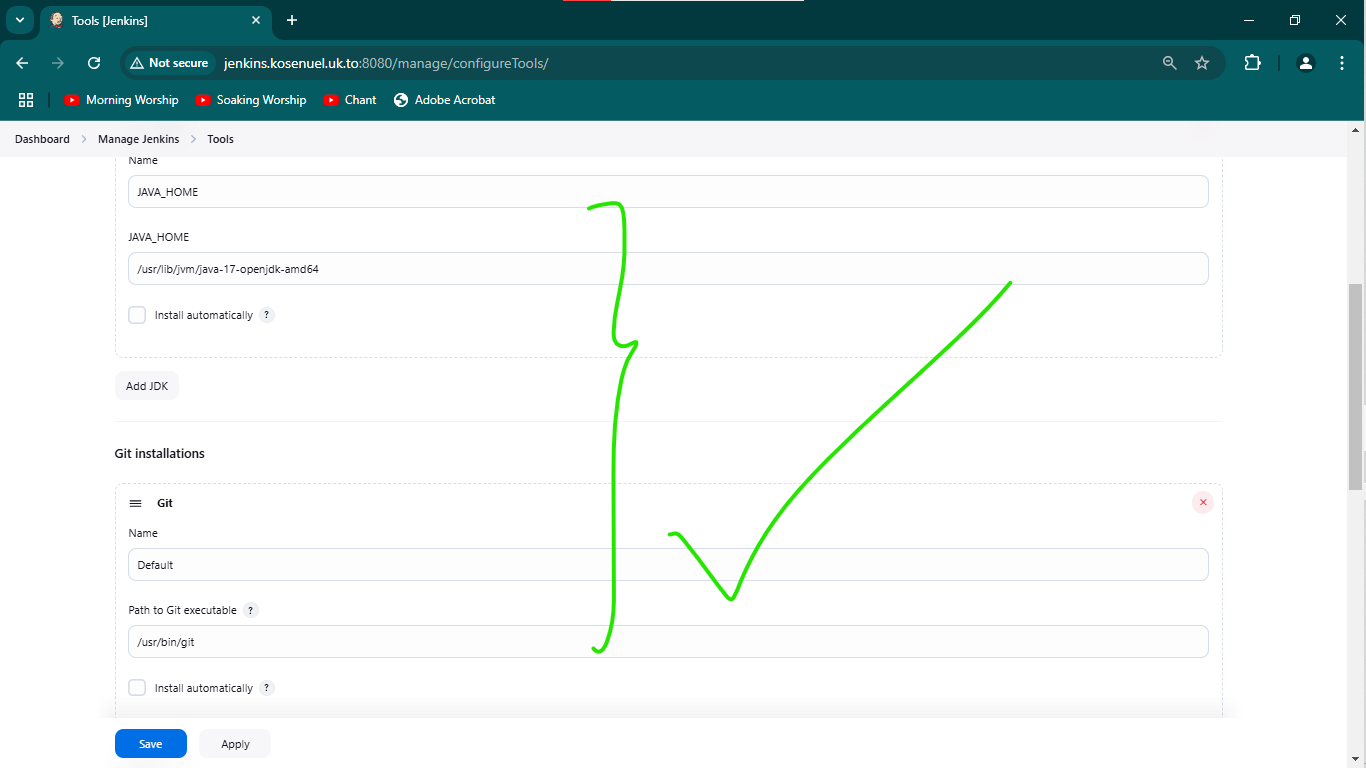 Tools [Jenkins]
Not secure jenkins.kosenuel.uk.to:8080/manage/configureTools/
Morning Worship Soaking Worship Chant Adobe Acrobat
Dashboard Manage Jenkins Tools
Name
JAVA_HOME
JAVA_HOME
/usr/lib/jvm/java-17-openjdk-amd64
Install automatically ?
Add JDK
Git installations
Git
Name
Default
Path to Git executable ?
/usr/bin/git
Install automatically ?
Save Apply